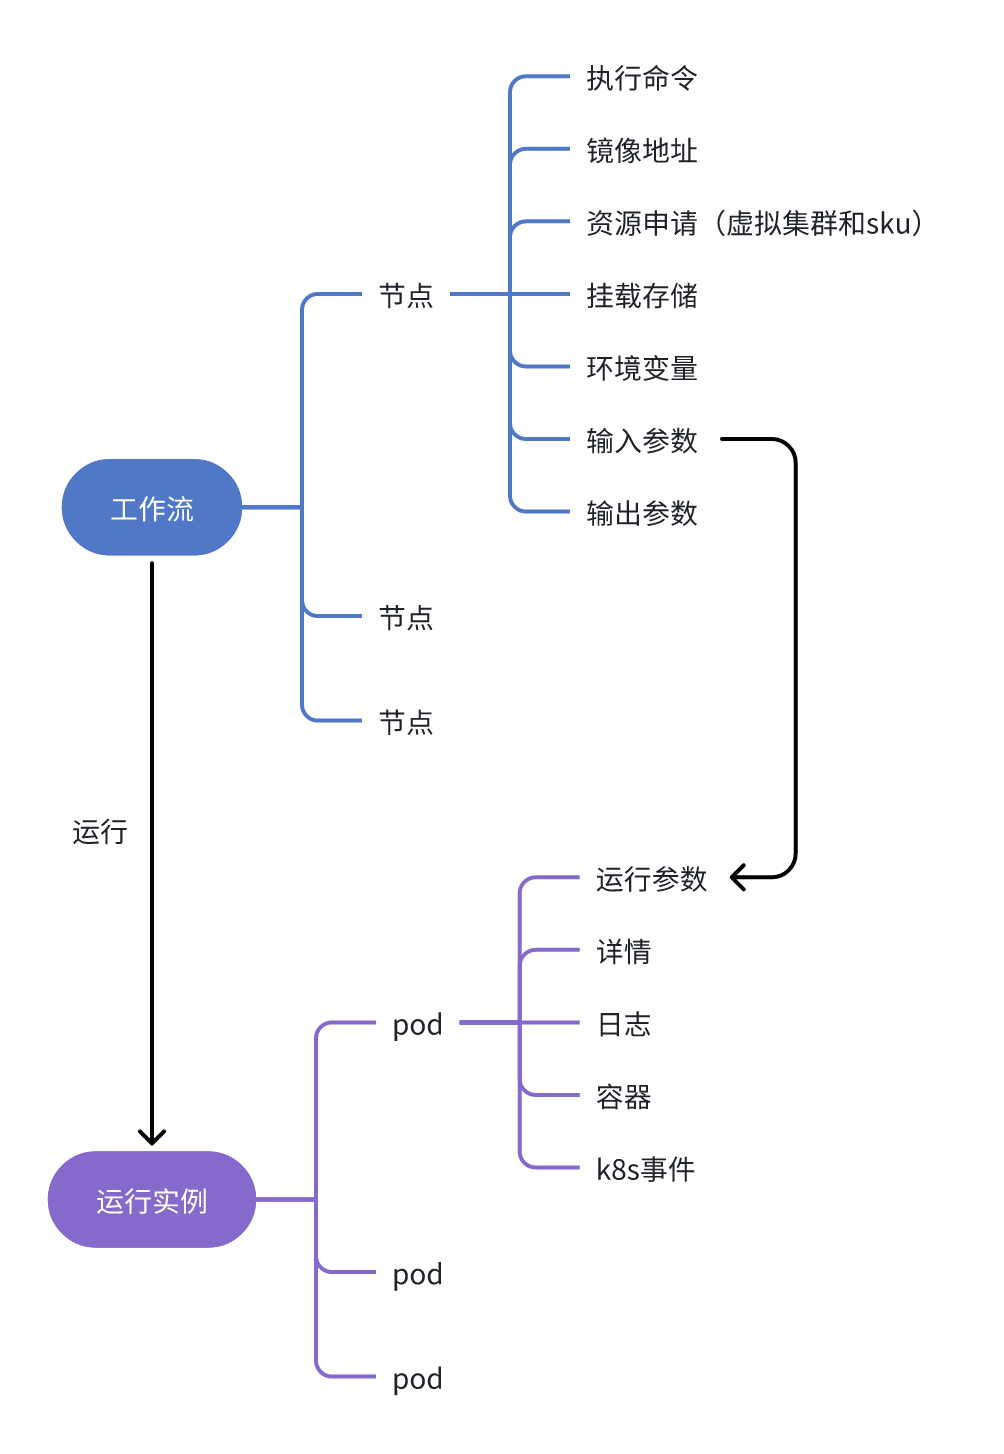 执行命令
镜像地址
资源申请（虚拟集群和sku）
节点
挂载存储
环境变量
输入参数
输出参数
工作流
节点
节点
运行
运行参数
详情
pod
日志
容器
k8s事件
运行实例
pod
pod